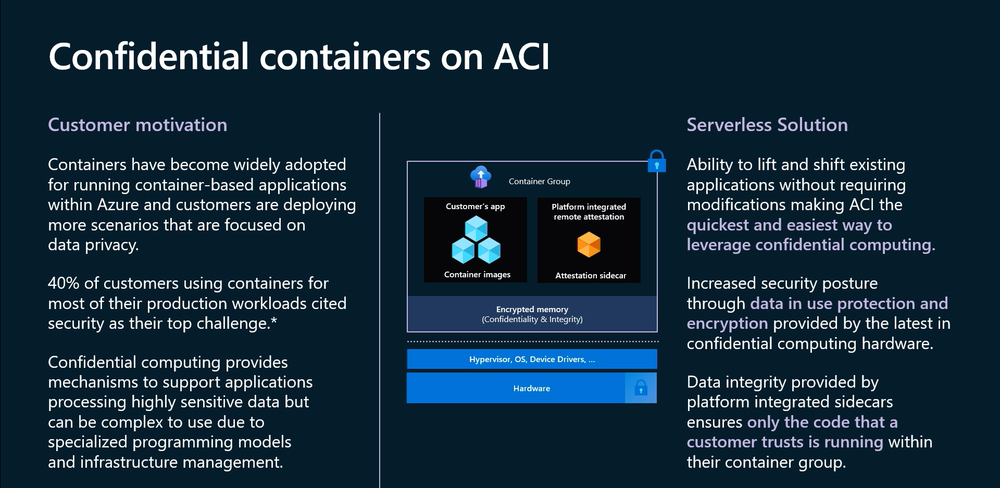 Confidential containers on ACI
Customer motivation
Containers have become widely adopted
for running container-based applications
within Azure and customers are deploying
more scenarios that are focused on
data privacy.
40% of customers using containers for
most of their production workloads cited
security as their top challenge.*
Confidential computing provides
mechanisms to support applications
processing highly sensitive data but
can be complex to use due to
specialized programming models
and infrastructure management.
Container Group
Customer’s app
Container images
Platform integrated
remote attestation
Attestation sidecar
Encrypted memory
(Confidentiality & Integrity)
Hypervisor, OS, Device Drivers, ...
Hardware
Serverless Solution
Ability to lift and shift existing
applications without requiring
modifications making ACI the
quickest and easiest way to
leverage confidential computing.
Increased security posture
through data in use protection and
encryption provided by the latest in
confidential computing hardware.
Data integrity provided by
platform integrated sidecars
ensures only the code that a
customer trusts is running within
their container group.